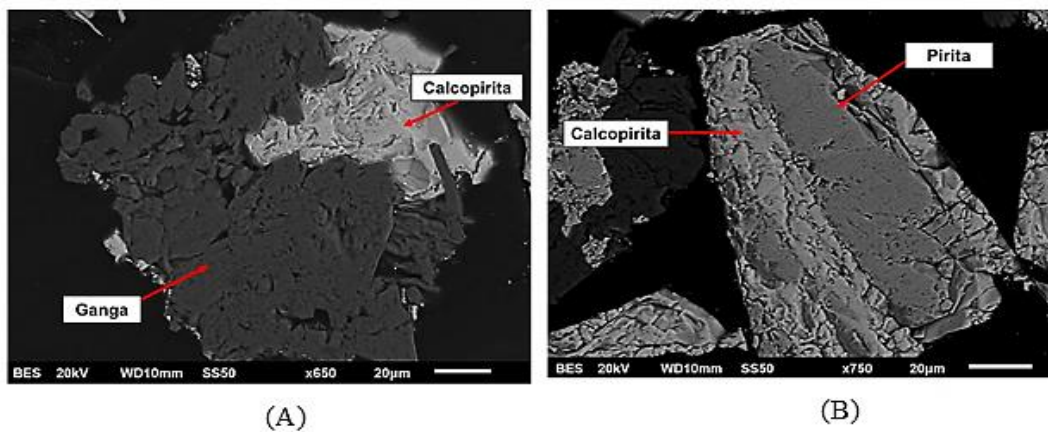 Calcopirita
Ganga
BES 20kV WD10mm SS50 x650 20µm
(A)
Pirita
Calcopirita
BES 20kV WD10mm SS50 x750 20µm
(B)